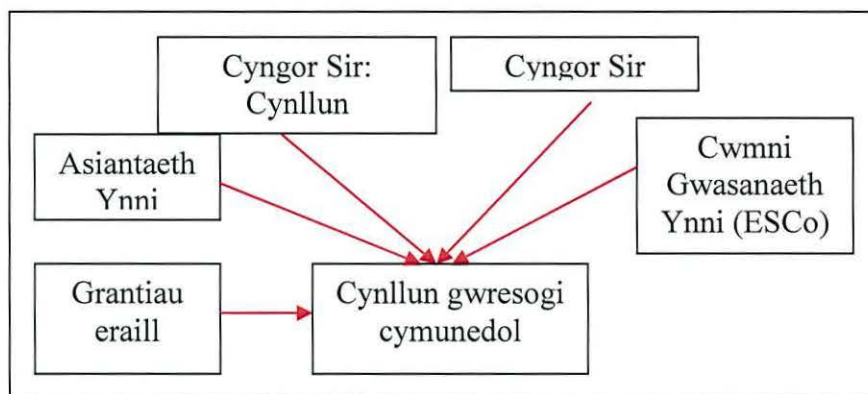 Cyngor Sir:
Cynllun
Cyngor Sir
Asiantaeth
Ynni
Cwmni
Gwasanaeth
Ynni (ESCo)
Grantiau
eraill
Cynllun gwresogi
cymunedol